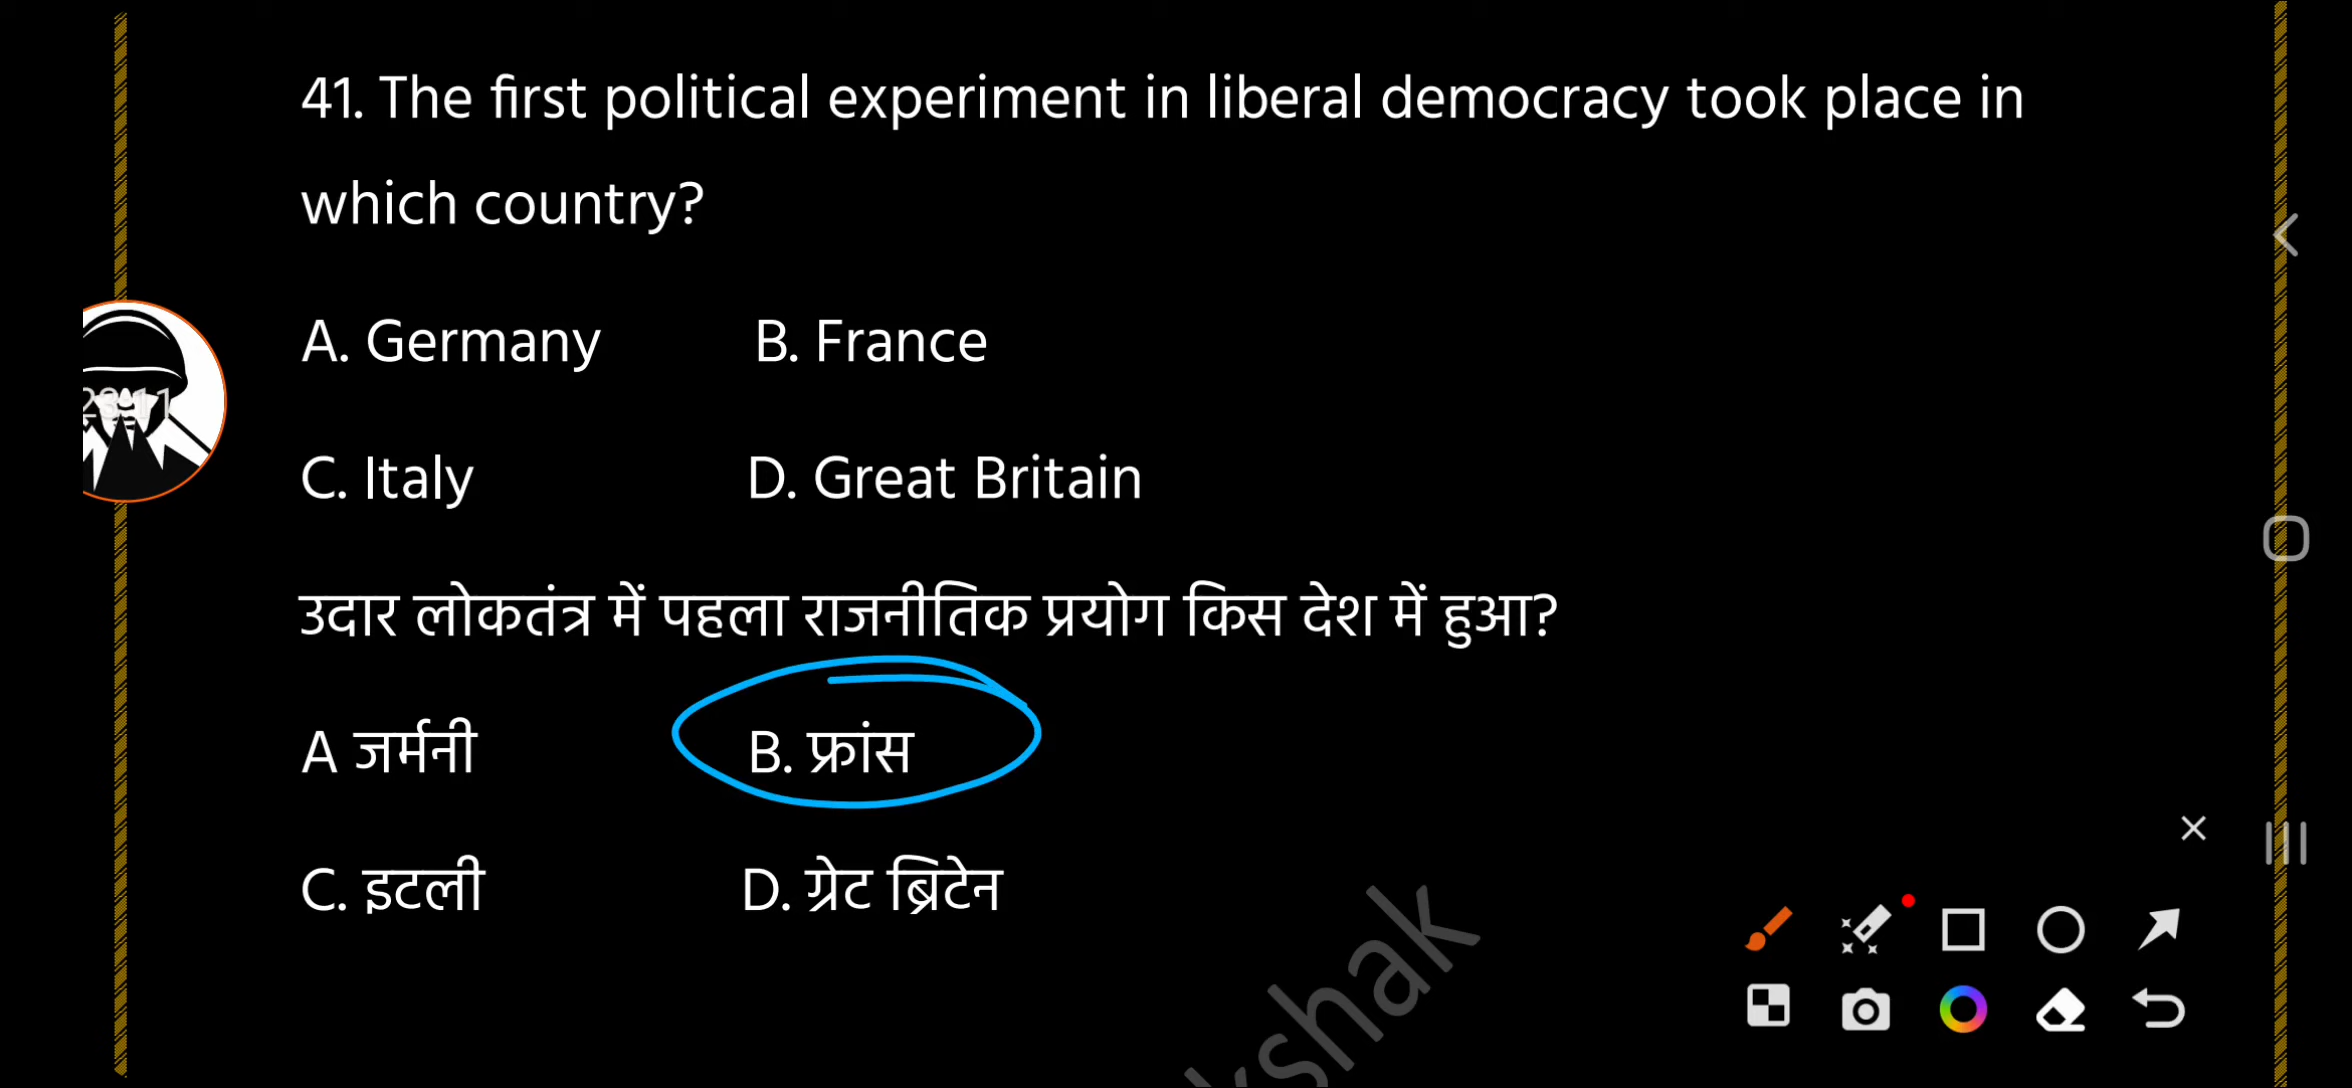 41. The first political experiment in liberal democracy took place in
which country?
A. Germany B. France
C. Italy D. Great Britain
उदार लोकतंत्र में पहला राजनीतिक प्रयोग किस देश में हुआ?
A जर्मनी B. फ्रांस
C. इटली D. ग्रेट ब्रिटेन